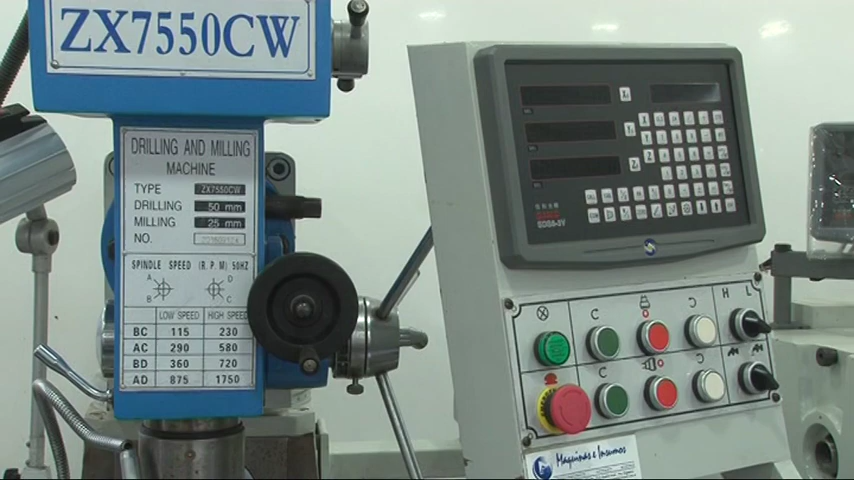 ZX7550CW
DRILLING AND MILLING
MACHINE
TYPE ZX7550CW
DRILLING 50 mm
MILLING 25 mm
NO.
SPINDLE SPEED (R.P.M) 50HZ
A D
B C
LOW SPEED HIGH SPEED
BC 115 230
AC 290 580
BD 360 720
AD 875 1750
H L
Maquinas e Insumos